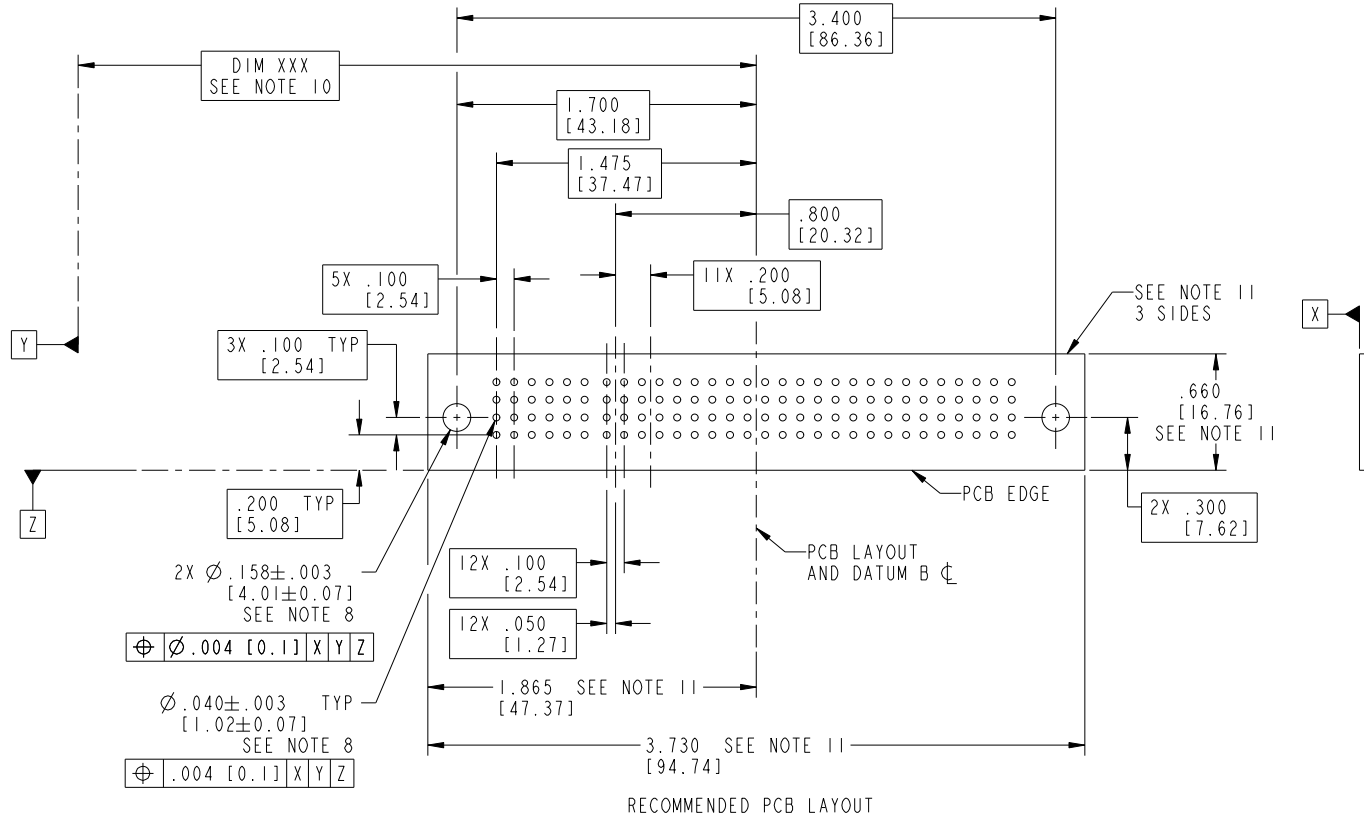 3.400
[86.36]
DIM XXX
SEE NOTE 10
1.700
[43.18]
1.475
[37.47]
.800
[20.32]
5X .100
[2.54]
11X .200
[5.08]
SEE NOTE 11
3 SIDES
X
Y
3X .100 TYP
[2.54]
.660
[16.76]
SEE NOTE 11
Z
.200 TYP
[5.08]
PCB EDGE
2X .300
[7.62]
PCB LAYOUT
AND DATUM B ℄
2X Ø.158±.003
[4.01±0.07]
SEE NOTE 8
⌖ Ø.004 [0.1] X Y Z
12X .100
[2.54]
12X .050
[1.27]
1.865 SEE NOTE 11
[47.37]
Ø.040±.003 TYP
[1.02±0.07]
SEE NOTE 8
⌖ .004 [0.1] X Y Z
3.730 SEE NOTE 11
[94.74]
RECOMMENDED PCB LAYOUT